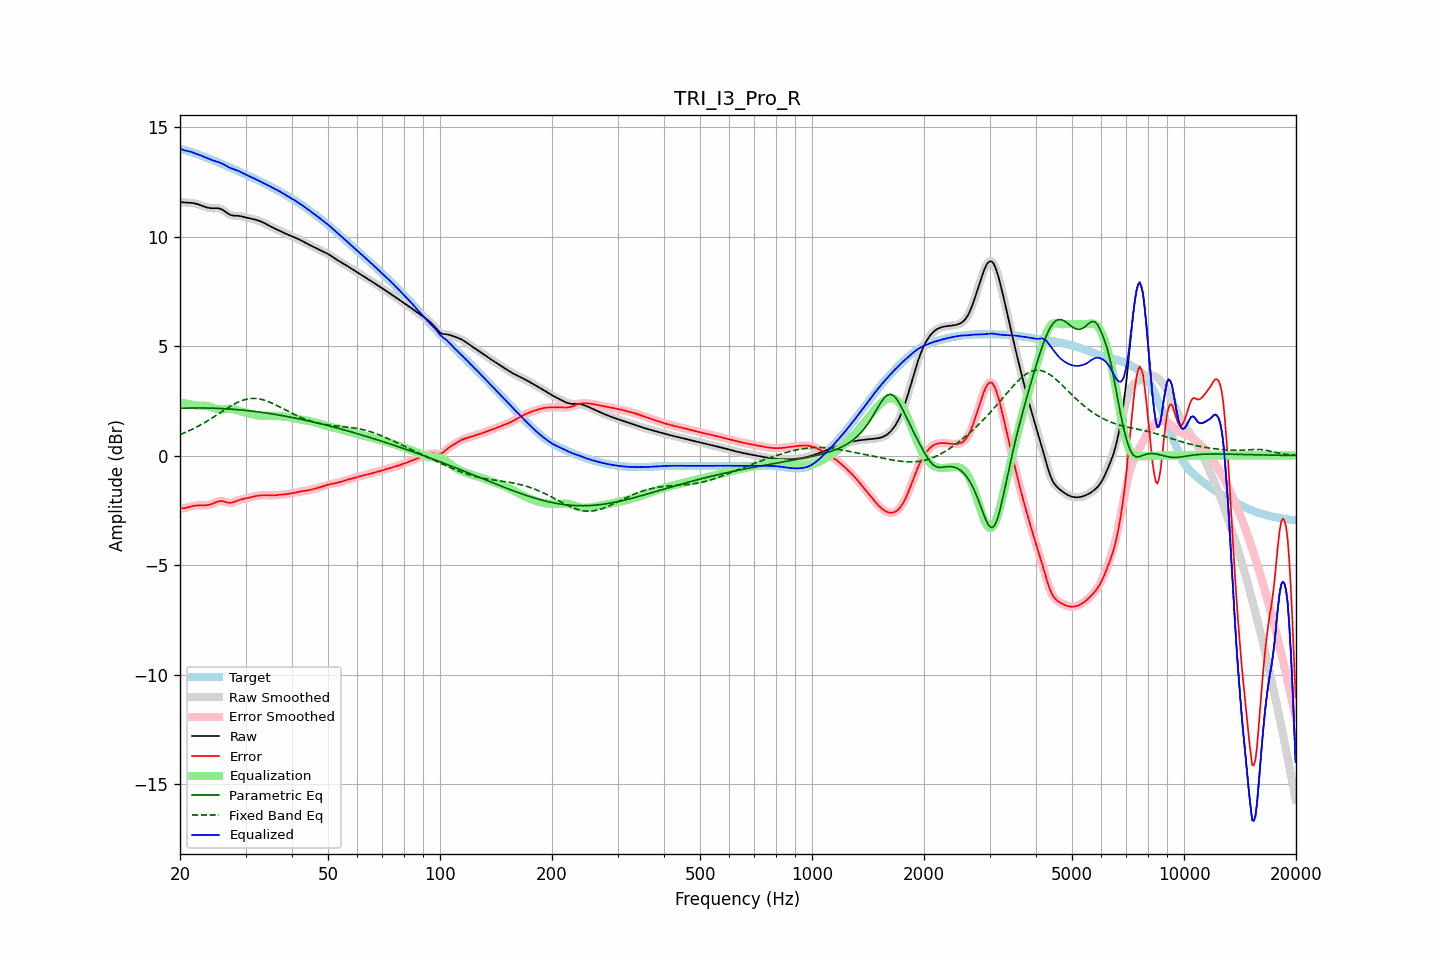 TRI_I3_Pro_R
15
10
5
0
−5
−10
−15
Amplitude (dBr)
Target
Raw Smoothed
Error Smoothed
Raw
Error
Equalization
Parametric Eq
Fixed Band Eq
Equalized
20 50 100 200 500 1000 2000 5000 10000 20000
Frequency (Hz)